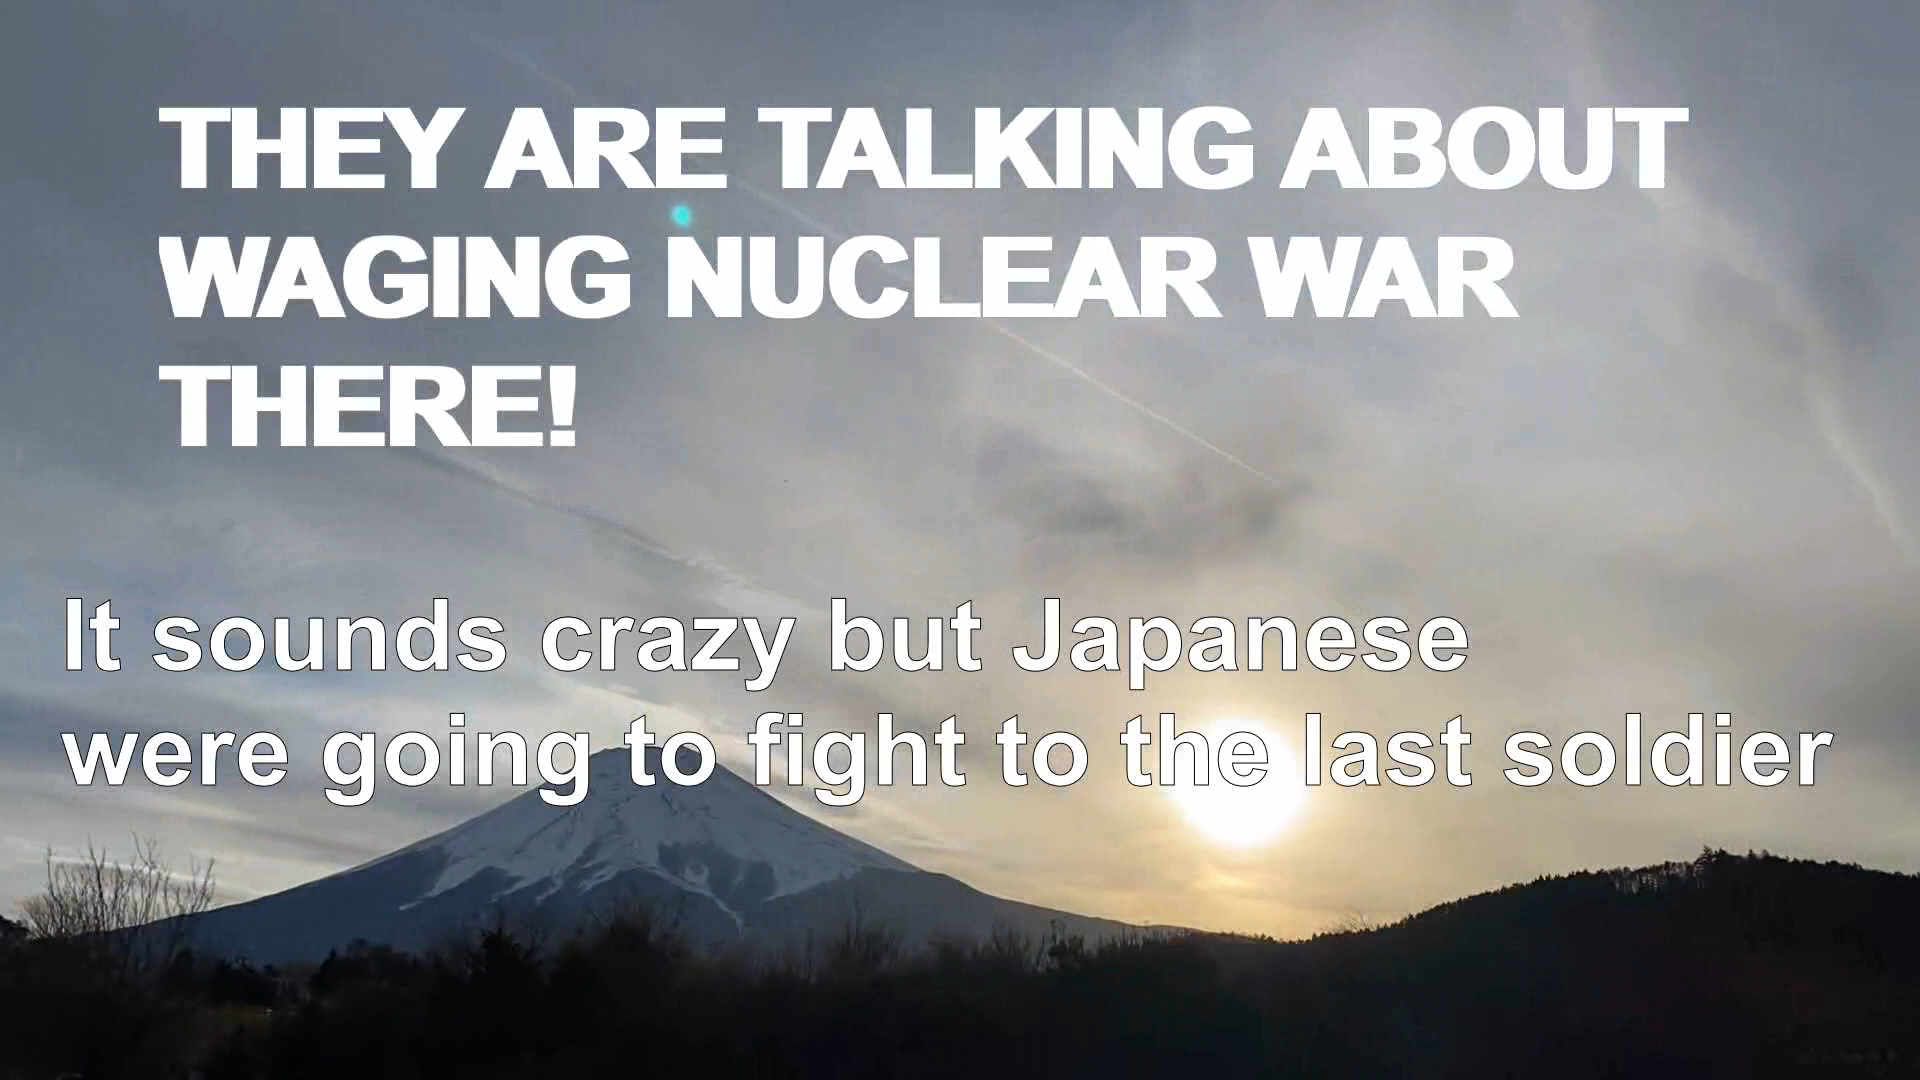 THEY ARE TALKING ABOUT
WAGING NUCLEAR WAR
THERE!
It sounds crazy but Japanese
were going to fight to the last soldier